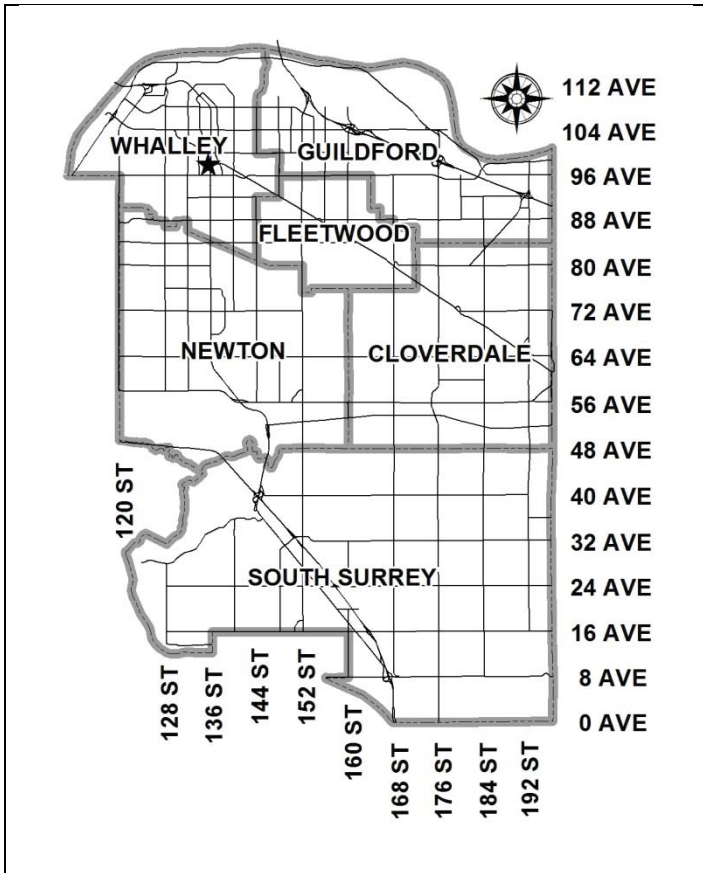 112 AVE
104 AVE
WHALLEY
GUILDFORD
96 AVE
88 AVE
FLEETWOOD
80 AVE
72 AVE
NEWTON
CLOVERDALE
64 AVE
56 AVE
48 AVE
120 ST
40 AVE
32 AVE
SOUTH SURREY
24 AVE
16 AVE
8 AVE
0 AVE
128 ST
136 ST
144 ST
152 ST
160 ST
168 ST
176 ST
184 ST
192 ST